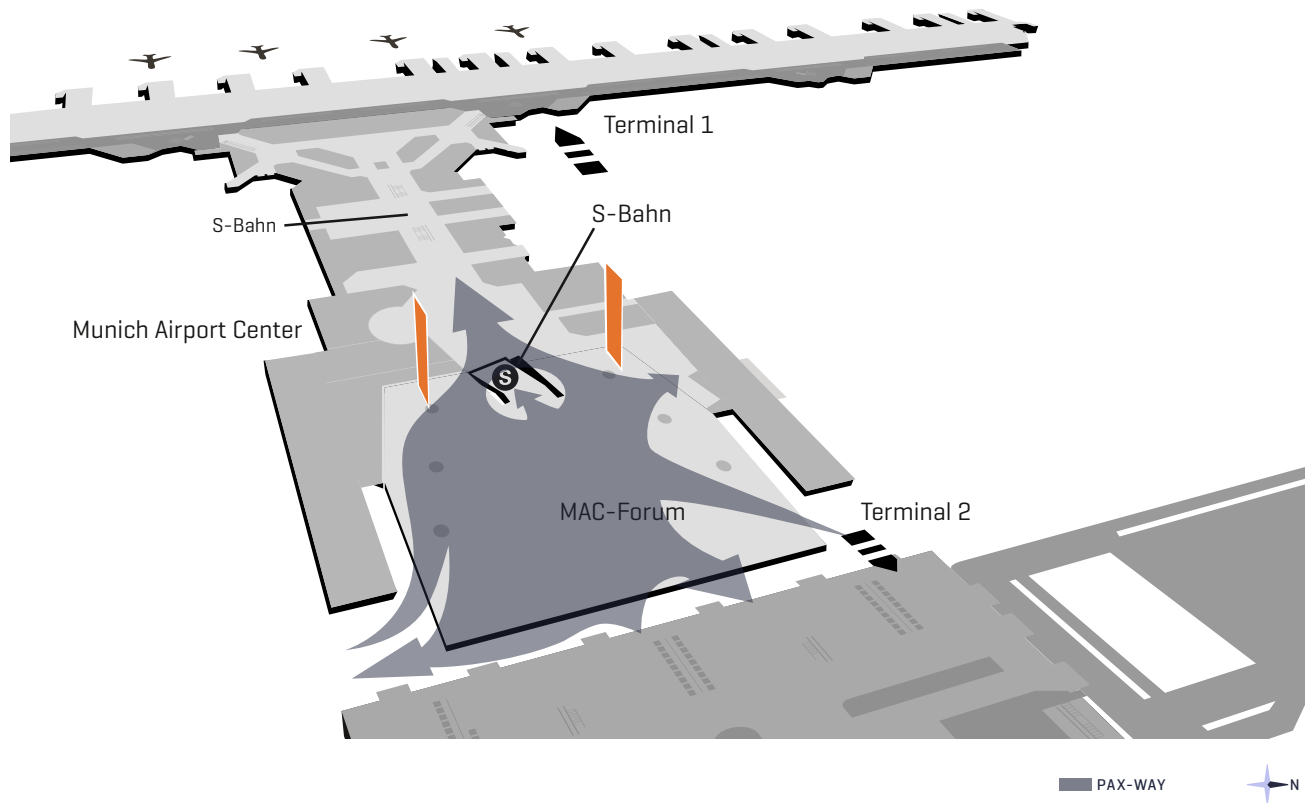 Terminal 1
S-Bahn
S-Bahn
Munich Airport Center
S
MAC-Forum
Terminal 2
PAX-WAY
N